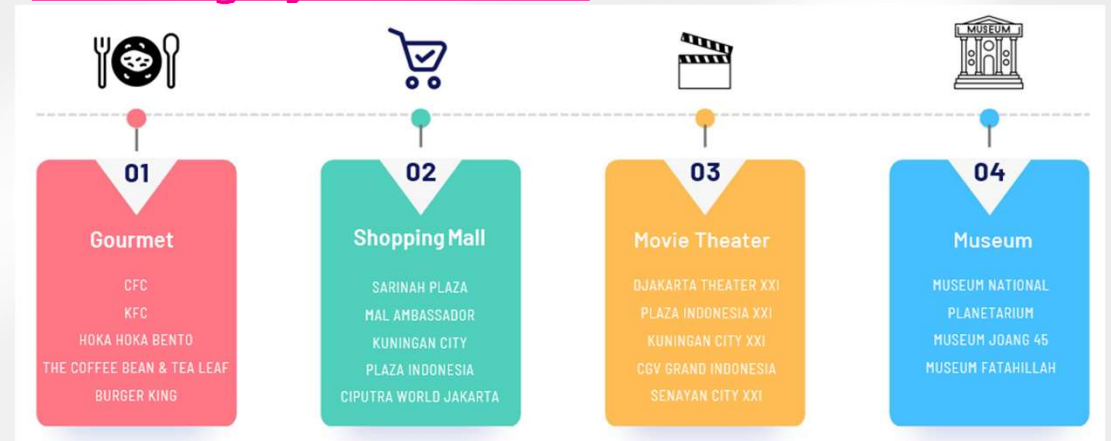 MUSEUM
01
Gourmet
CFC
KFC
HOKA HOKA BENTO
THE COFFEE BEAN & TEA LEAF
BURGER KING
02
Shopping Mall
SARINAH PLAZA
MAL AMBASSADOR
KUNINGAN CITY
PLAZA INDONESIA
CIPUTRA WORLD JAKARTA
03
Movie Theater
DJAKARTA THEATER XXI
PLAZA INDONESIA XXI
KUNINGAN CITY XXI
CGV GRAND INDONESIA
SENAYAN CITY XXI
04
Museum
MUSEUM NATIONAL
PLANETARIUM
MUSEUM JOANG 45
MUSEUM FATAHILLAH